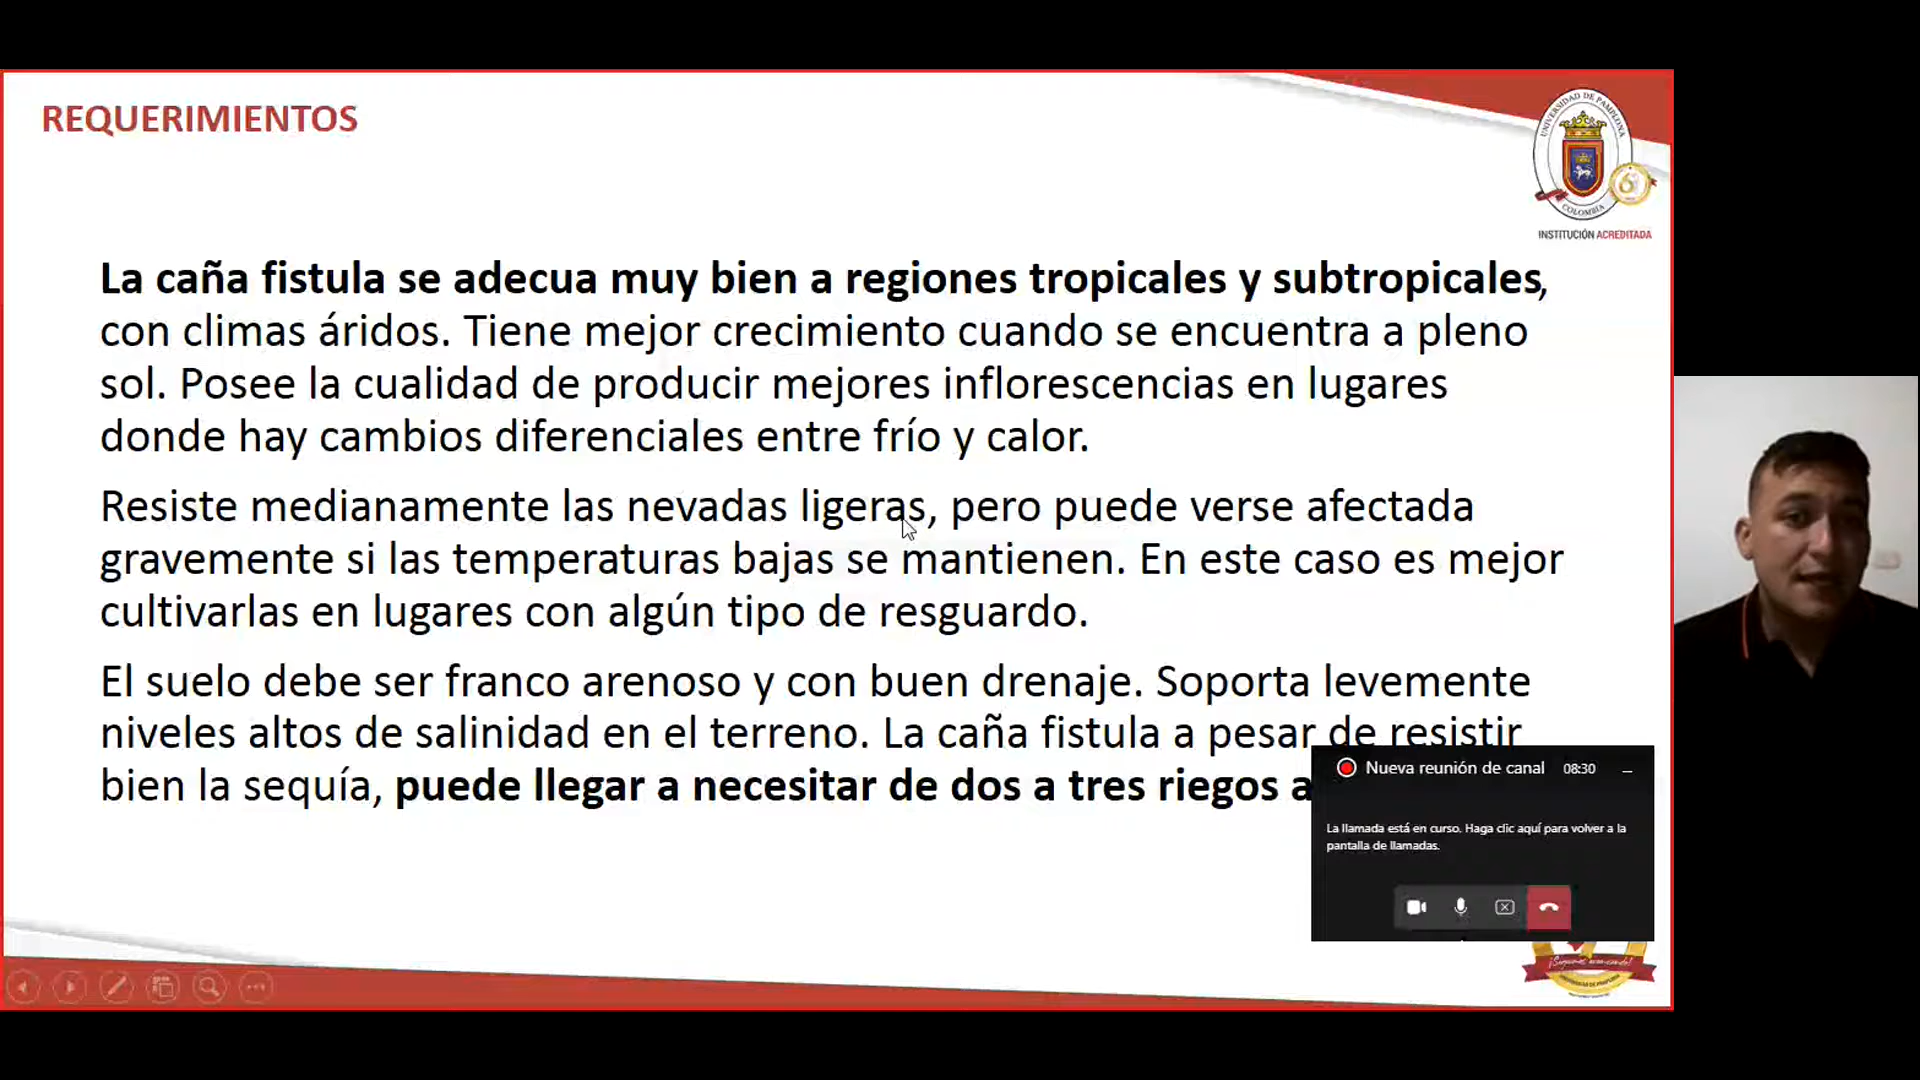 REQUERIMIENTOS
UNIVERSIDAD DE PAMPLONA
COLOMBIA
INSTITUCIÓN ACREDITADA
La caña fistula se adecua muy bien a regiones tropicales y subtropicales,
con climas áridos. Tiene mejor crecimiento cuando se encuentra a pleno
sol. Posee la cualidad de producir mejores inflorescencias en lugares
donde hay cambios diferenciales entre frío y calor.
Resiste medianamente las nevadas ligeras, pero puede verse afectada
gravemente si las temperaturas bajas se mantienen. En este caso es mejor
cultivarlas en lugares con algún tipo de resguardo.
El suelo debe ser franco arenoso y con buen drenaje. Soporta levemente
niveles altos de salinidad en el terreno. La caña fistula a pesar de resistir
bien la sequía, puede llegar a necesitar de dos a tres riegos a
Nueva reunión de canal 08:30
La llamada está en curso. Haga clic aquí para volver a la
pantalla de llamadas.